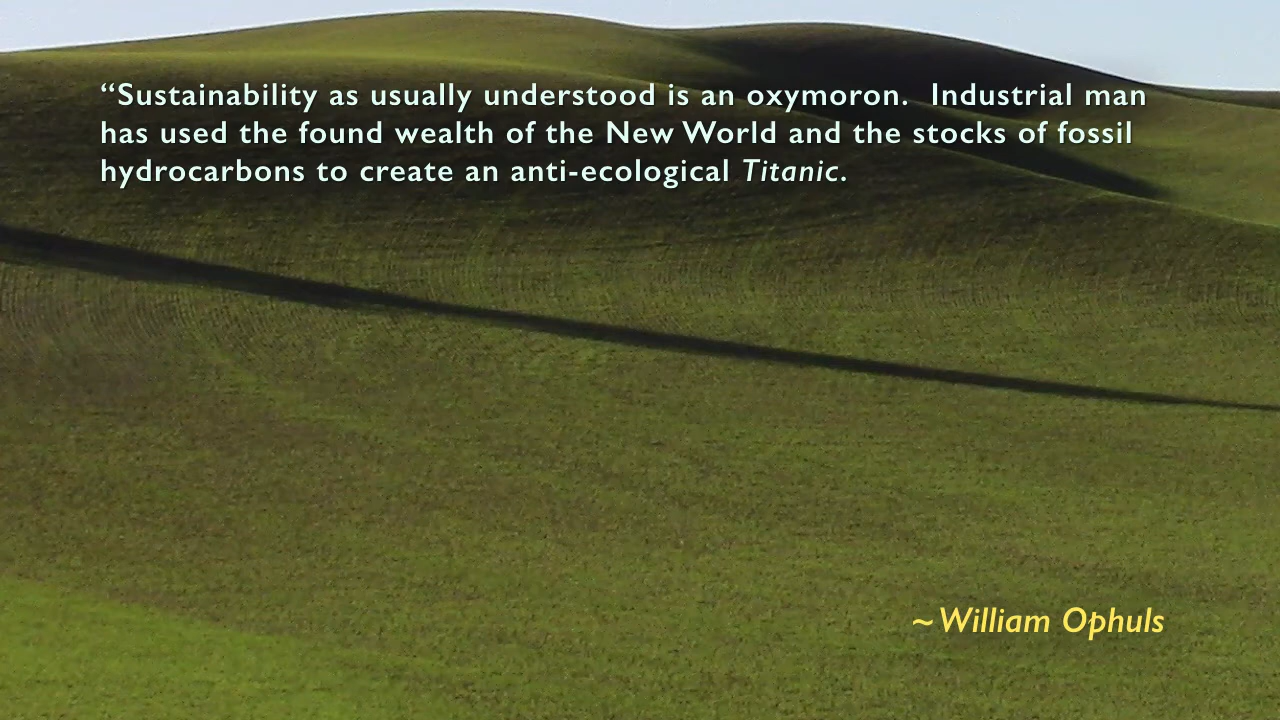 “Sustainability as usually understood is an oxymoron.  Industrial man
has used the found wealth of the New World and the stocks of fossil
hydrocarbons to create an anti-ecological Titanic.
~William Ophuls